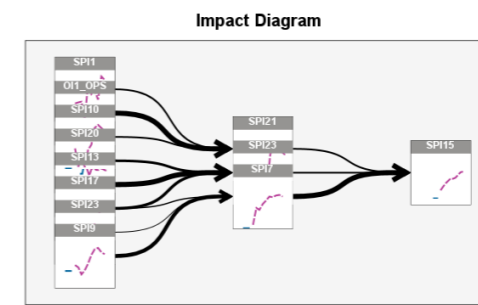 Impact Diagram
SPI1
OI1_OPS
SPI10
SPI20
SPI13
SPI17
SPI23
SPI9
SPI21
SPI23
SPI7
SPI15